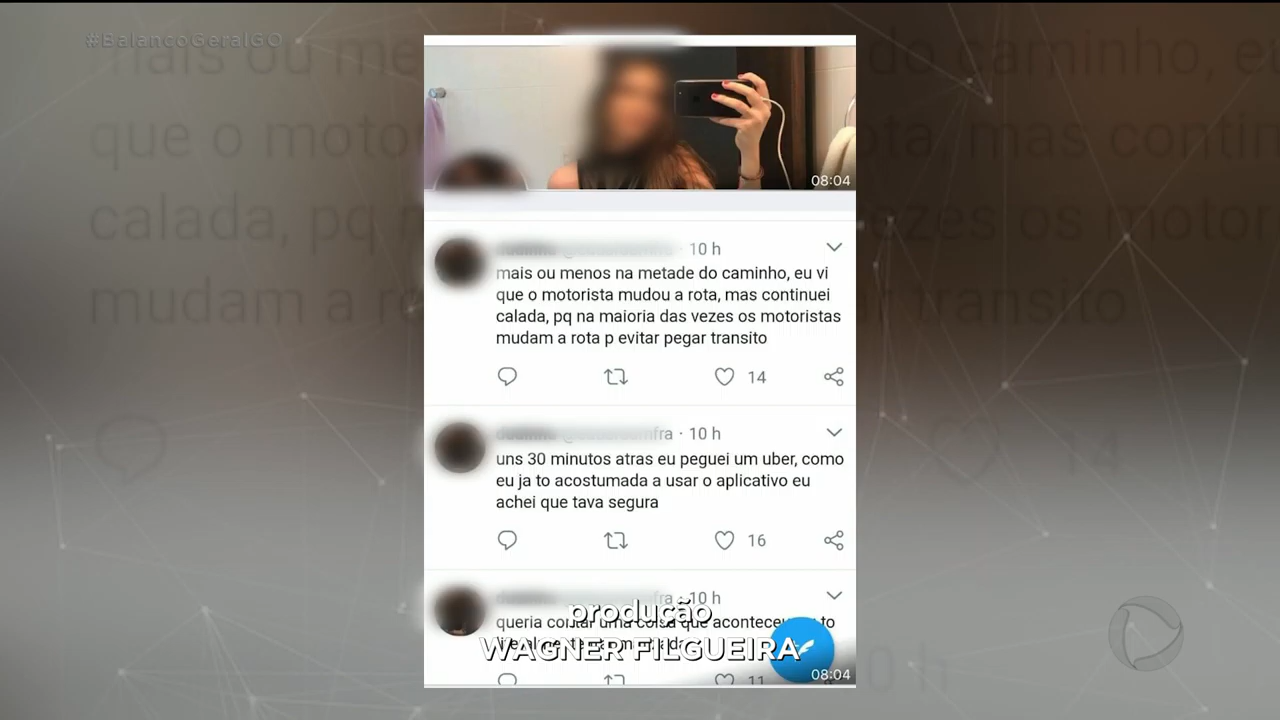 #BalancoGeralGO
08:04
10 h
mais ou menos na metade do caminho, eu vi
que o motorista mudou a rota, mas continuei
calada, pq na maioria das vezes os motoristas
mudam a rota p evitar pegar transito
14
10 h
uns 30 minutos atras eu peguei um uber, como
eu ja to acostumada a usar o aplicativo eu
achei que tava segura
16
10 h
queria contar uma coisa que aconteceu to
produção
WAGNER FILGUEIRA
11
08:04